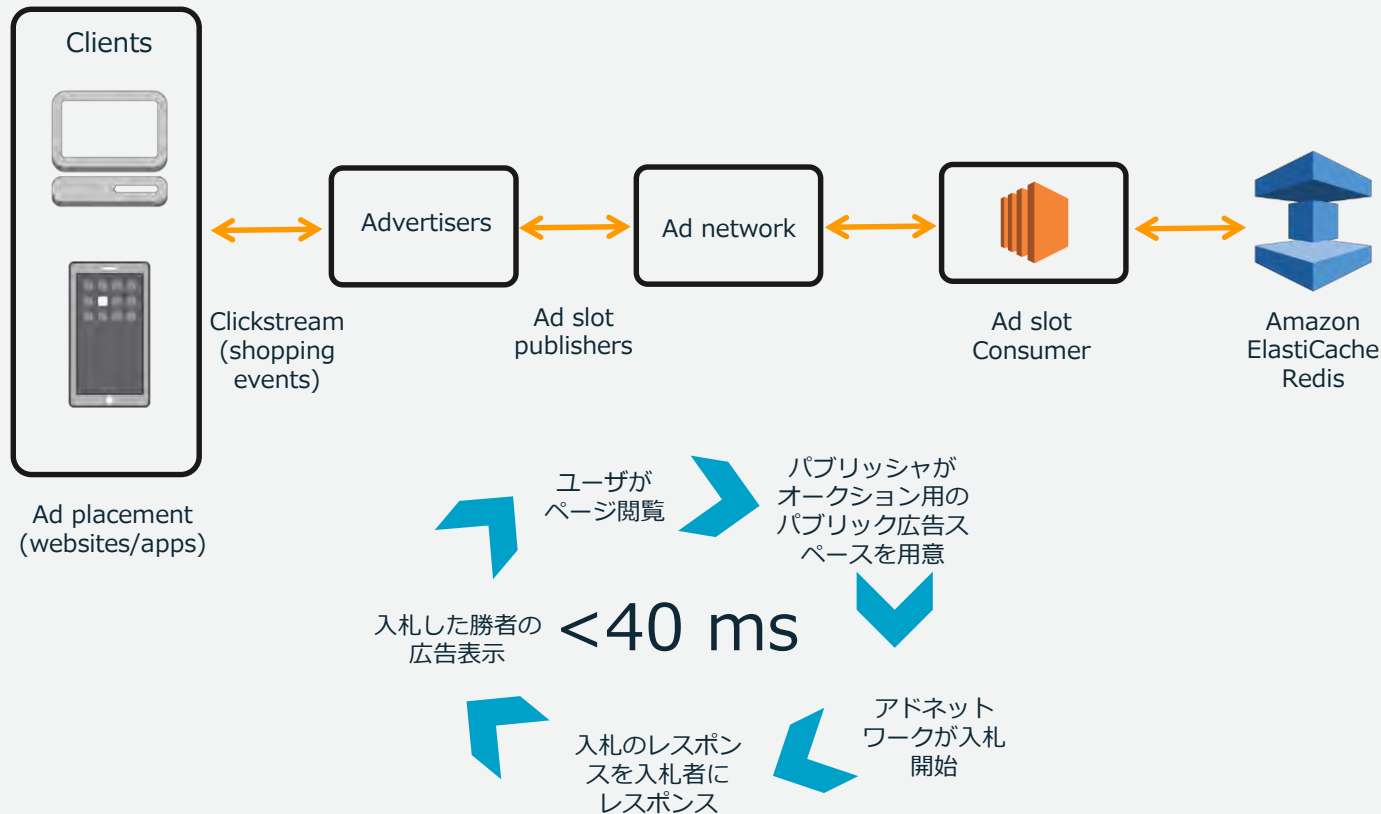 Clients
Advertisers
Ad network
Clickstream
(shopping
events)
Ad slot
publishers
Ad slot
Consumer
Amazon
ElastiCache
Redis
Ad placement
(websites/apps)
ユーザが
ページ閲覧
パブリッシャが
オークション用の
パブリック広告ス
ペースを用意
アドネット
ワークが入札
開始
入札のレスポン
スを入札者に
レスポンス
入札した勝者の
広告表示
<40 ms